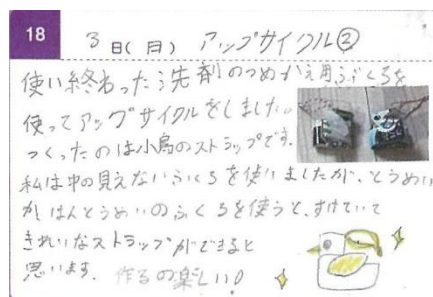 18
3日(月) アップサイクル②
使い終わった洗剤のつめかえ用ふくろを
使ってアップサイクルをしました。
つくったのは小鳥のストラップです。
私は中の見えないふくろを使いましたが、とうめい
かはんとうめいのふくろを使うと、すけていて
きれいなストラップができると
思います。作るの楽しい!